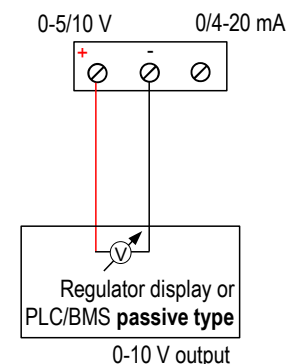 0-5/10 V 0/4-20 mA
+ -
V
Regulator display or
PLC/BMS passive type
0-10 V output